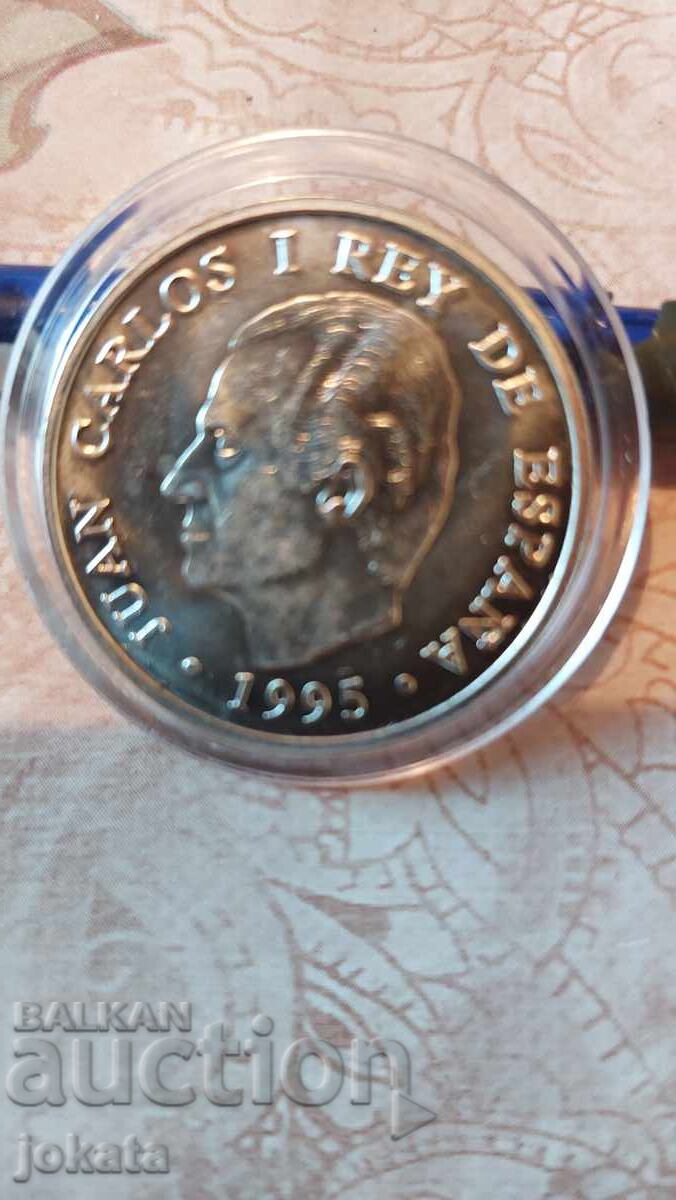 • JUAN CARLOS I REY DE ESPAÑA •
1995
BALKAN
auction
jokata